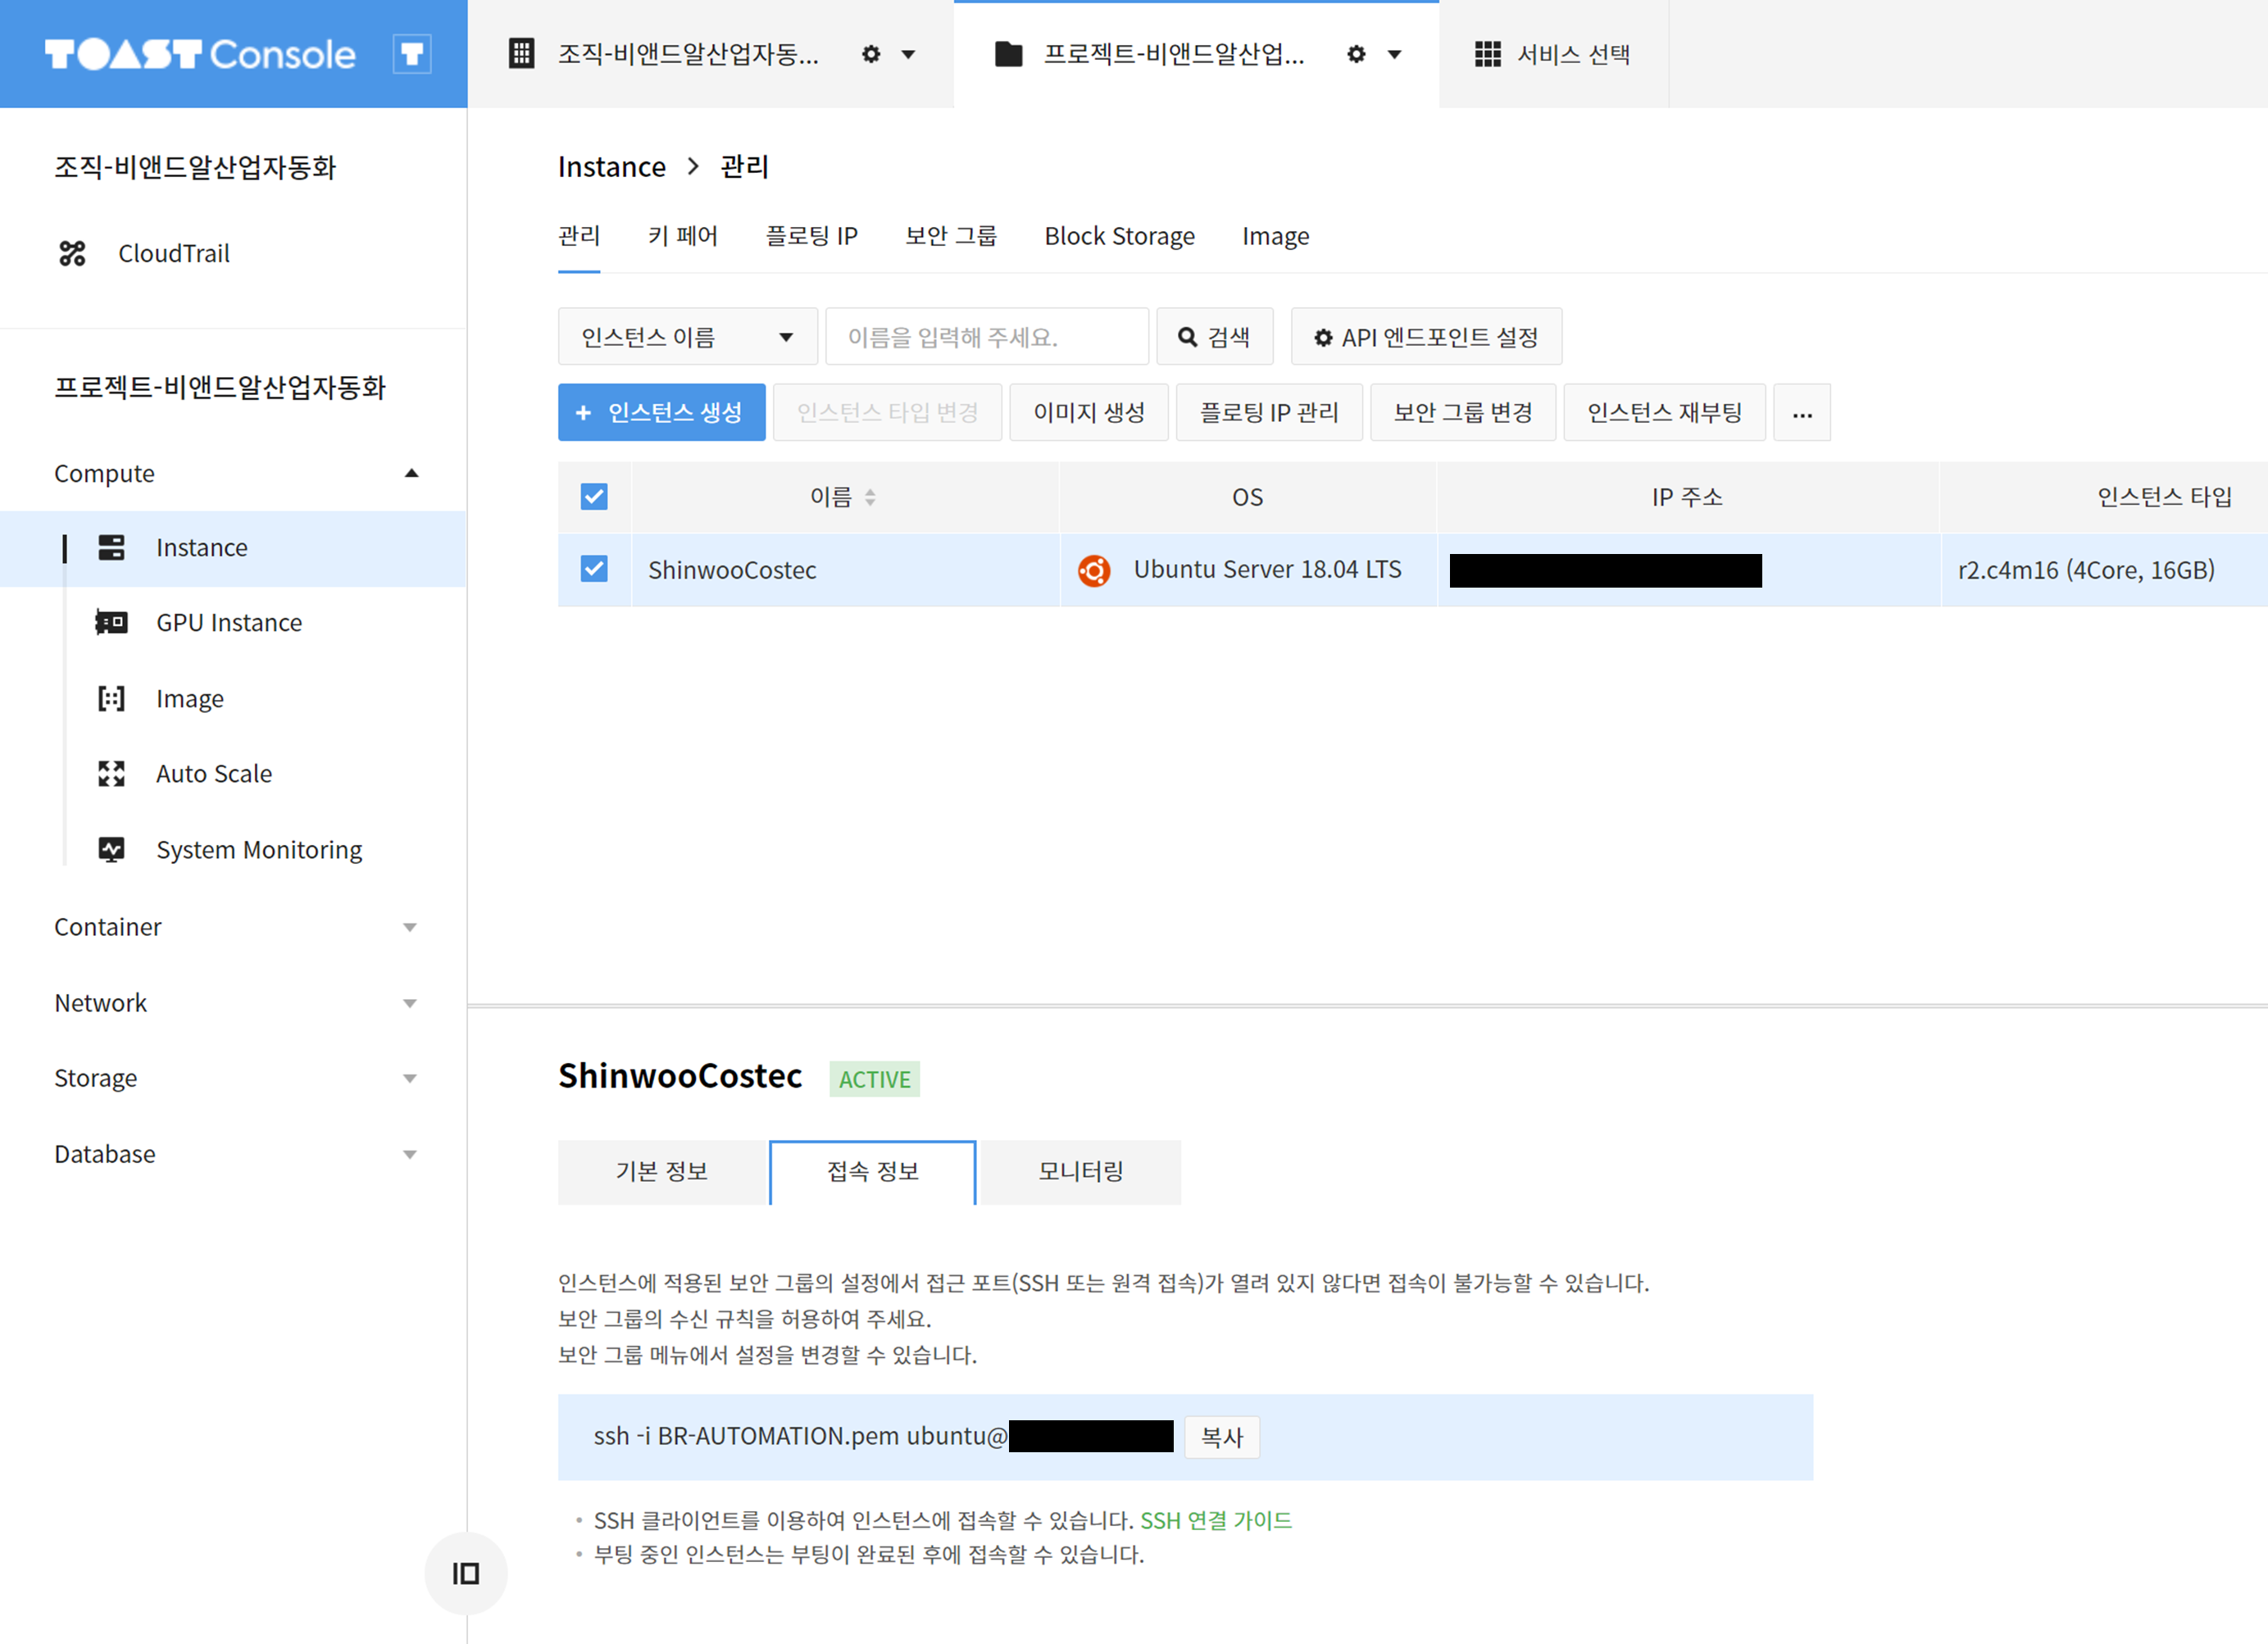 TOAST Console T
조직-비앤드알산업자동...
프로젝트-비앤드알산업...
서비스 선택
조직-비앤드알산업자동화
CloudTrail
프로젝트-비앤드알산업자동화
Compute
Instance
GPU Instance
Image
Auto Scale
System Monitoring
Container
Network
Storage
Database
Instance > 관리
관리 키 페어 플로팅 IP 보안 그룹 Block Storage Image
인스턴스 이름 이름을 입력해 주세요. 검색 API 엔드포인트 설정
+ 인스턴스 생성 인스턴스 타입 변경 이미지 생성 플로팅 IP 관리 보안 그룹 변경 인스턴스 재부팅 ...
이름 OS IP 주소 인스턴스 타입
ShinwooCostec Ubuntu Server 18.04 LTS r2.c4m16 (4Core, 16GB)
ShinwooCostec ACTIVE
기본 정보 접속 정보 모니터링
인스턴스에 적용된 보안 그룹의 설정에서 접근 포트(SSH 또는 원격 접속)가 열려 있지 않다면 접속이 불가능할 수 있습니다.
보안 그룹의 수신 규칙을 허용하여 주세요.
보안 그룹 메뉴에서 설정을 변경할 수 있습니다.
ssh -i BR-AUTOMATION.pem ubuntu@ 복사
• SSH 클라이언트를 이용하여 인스턴스에 접속할 수 있습니다. SSH 연결 가이드
• 부팅 중인 인스턴스는 부팅이 완료된 후에 접속할 수 있습니다.